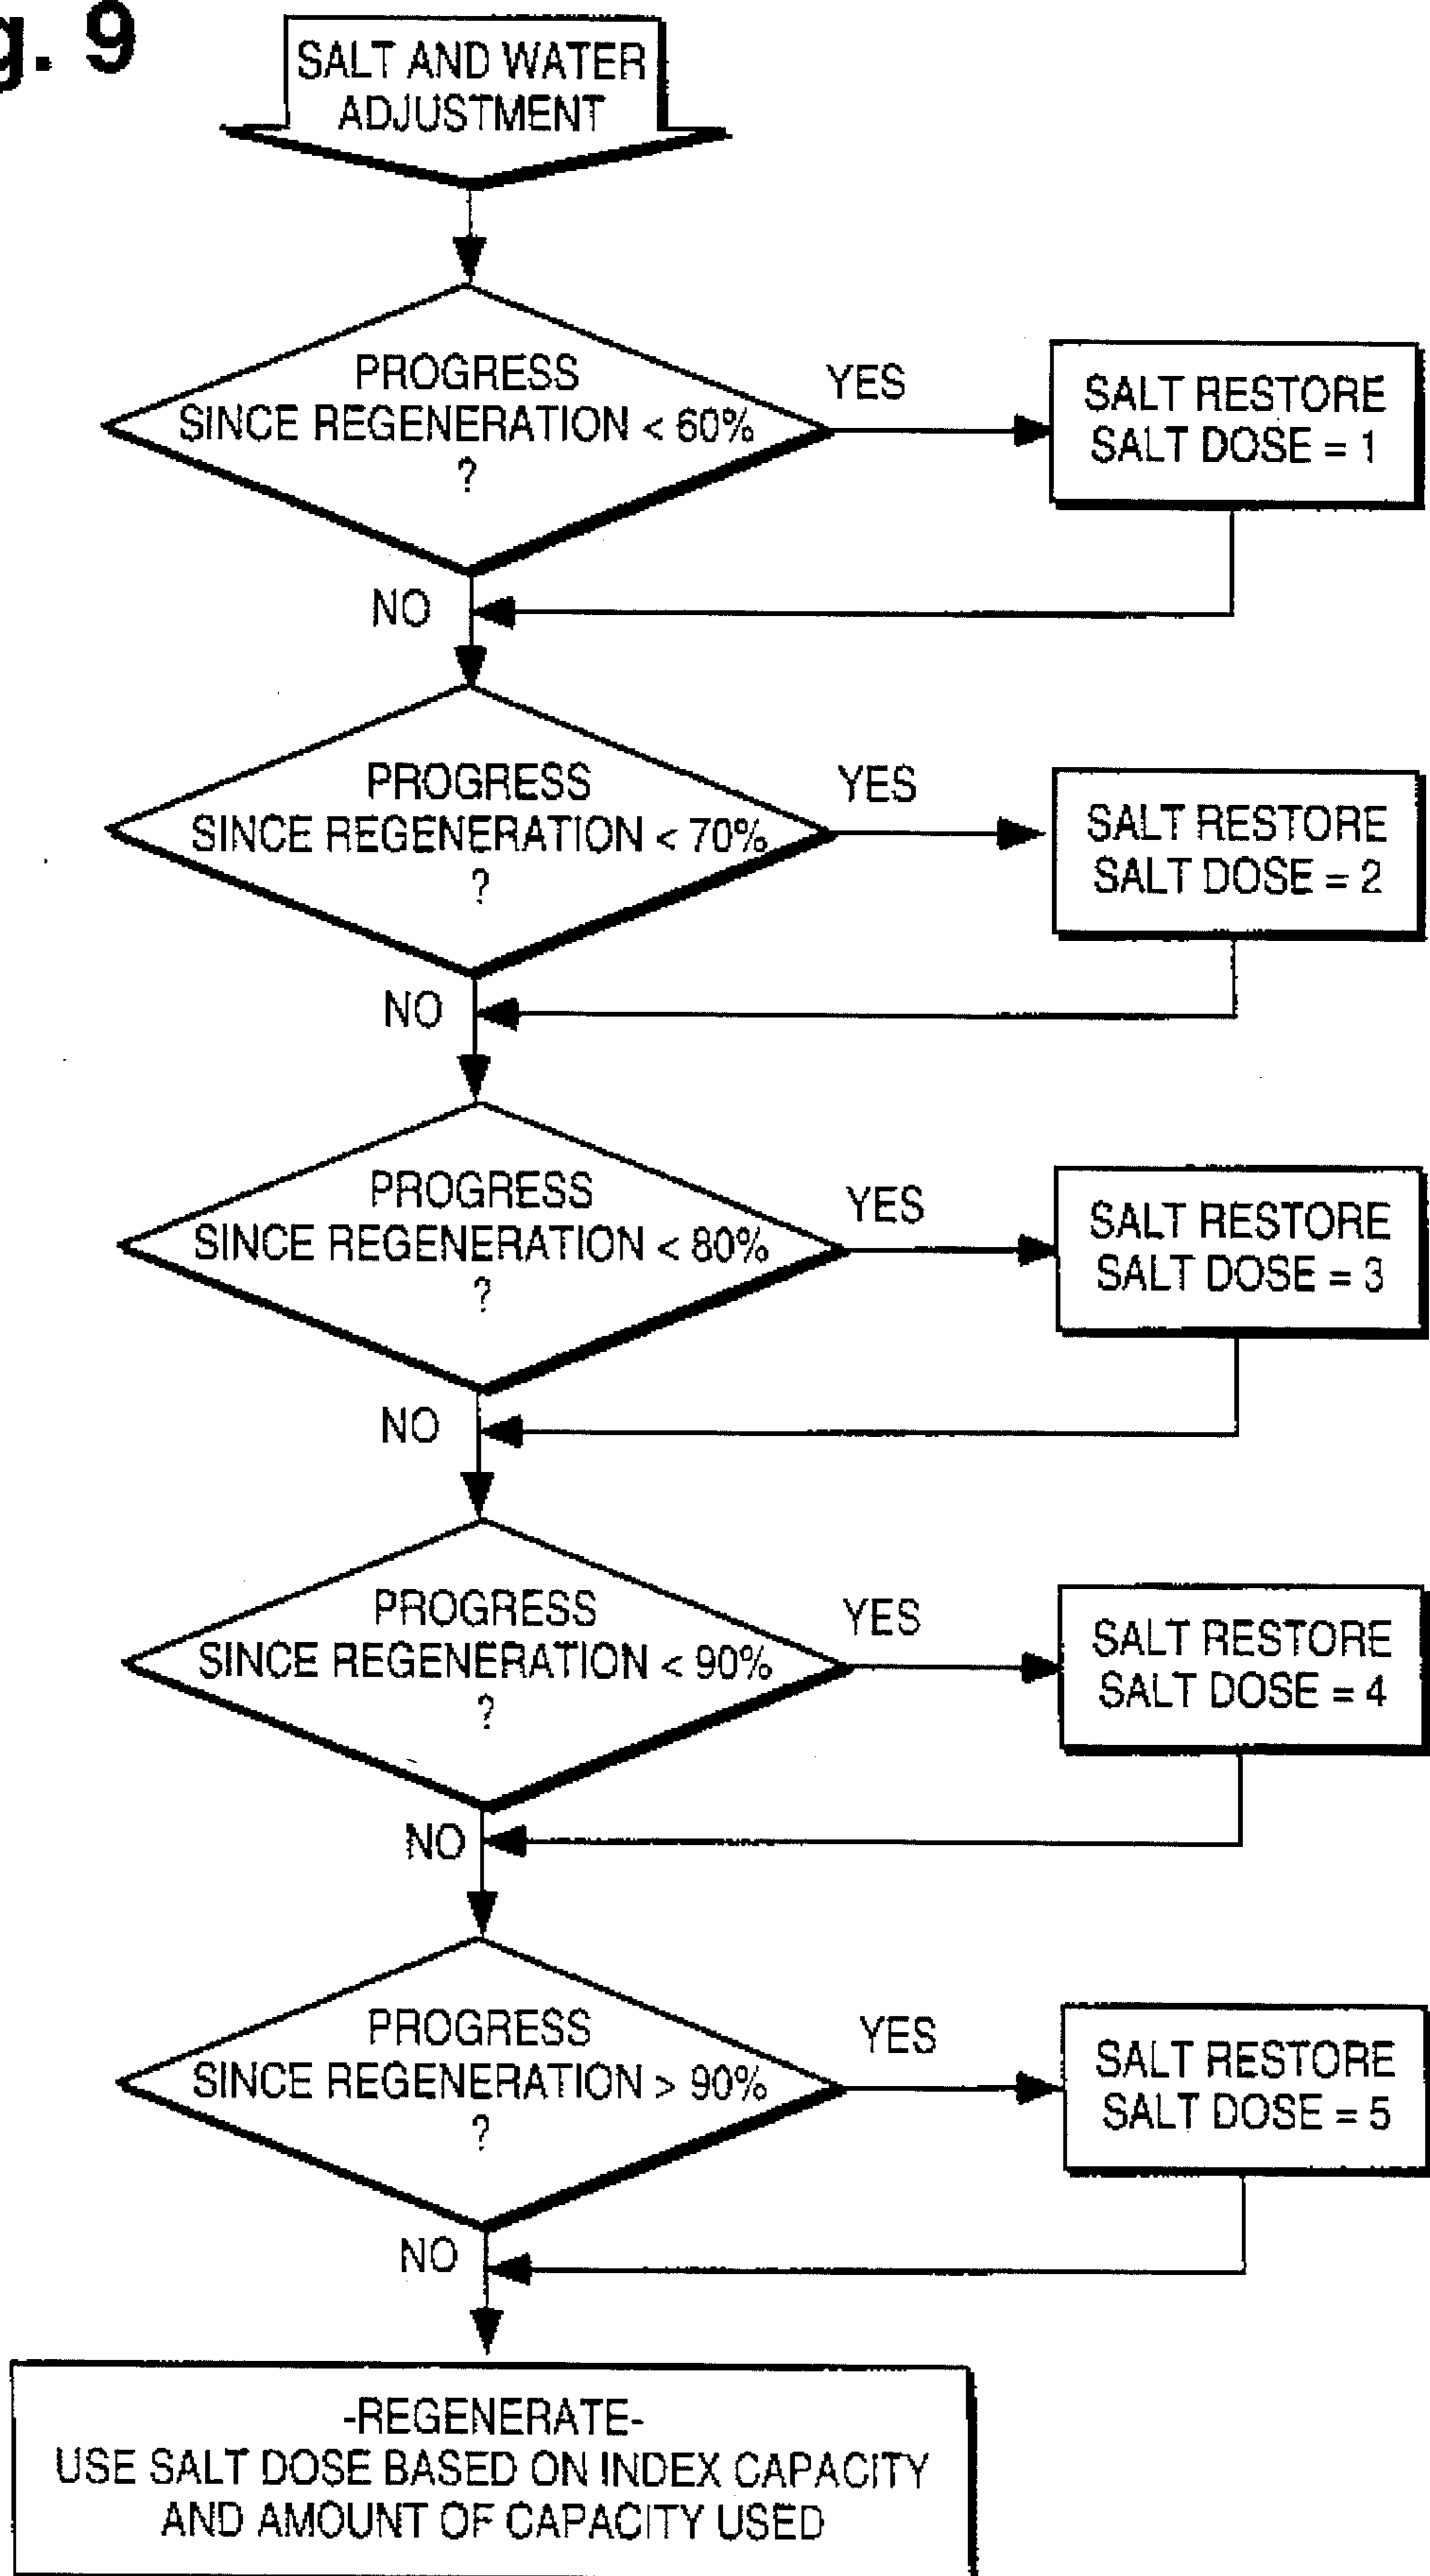 g. 9
SALT AND WATER
ADJUSTMENT
PROGRESS
SINCE REGENERATION < 60%
?
YES
SALT RESTORE
SALT DOSE = 1
NO
PROGRESS
SINCE REGENERATION < 70%
?
YES
SALT RESTORE
SALT DOSE = 2
NO
PROGRESS
SINCE REGENERATION < 80%
?
YES
SALT RESTORE
SALT DOSE = 3
NO
PROGRESS
SINCE REGENERATION < 90%
?
YES
SALT RESTORE
SALT DOSE = 4
NO
PROGRESS
SINCE REGENERATION > 90%
?
YES
SALT RESTORE
SALT DOSE = 5
NO
-REGENERATE-
USE SALT DOSE BASED ON INDEX CAPACITY
AND AMOUNT OF CAPACITY USED